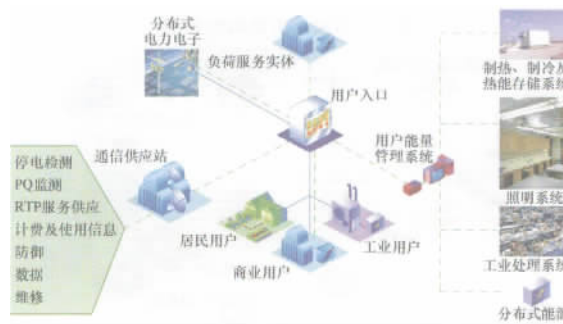 分布式
电力电子
负荷服务实体
用户入口
制热、制冷及
热能存储系统
用户能量
管理系统
通信供应站
停电检测
PQ监测
RTP服务供应
计费及使用信息
防御
数据
维修
居民用户
工业用户
商业用户
照明系统
工业处理系统
分布式能源